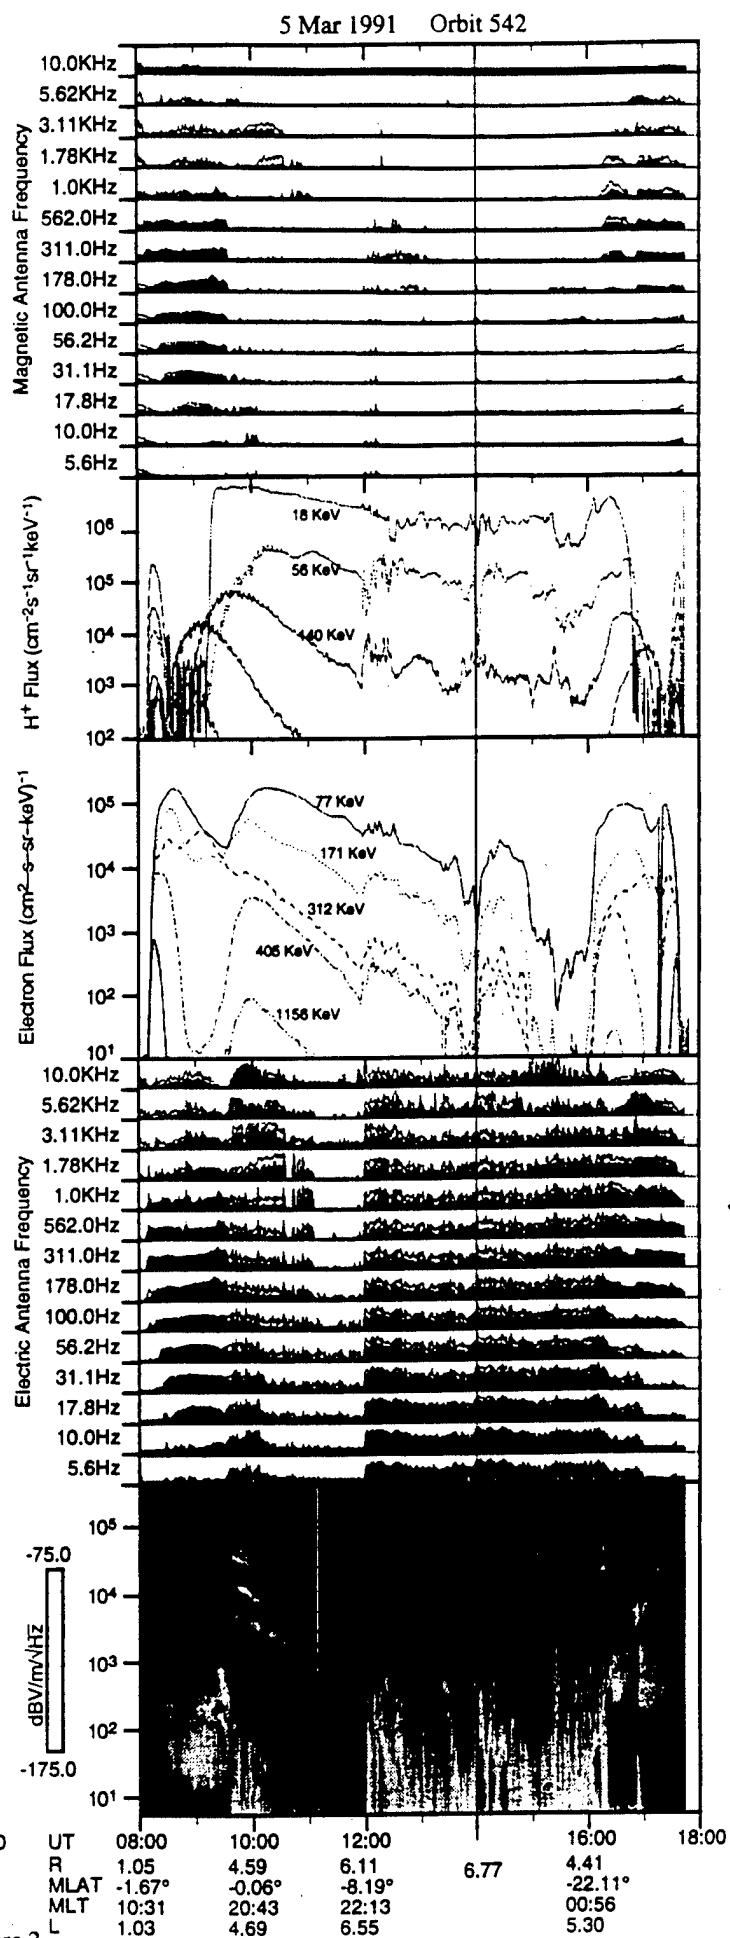 5 Mar 1991 Orbit 542
Magnetic Antenna Frequency
10.0KHz
5.62KHz
3.11KHz
1.78KHz
1.0KHz
562.0Hz
311.0Hz
178.0Hz
100.0Hz
56.2Hz
31.1Hz
17.8Hz
10.0Hz
5.6Hz
H⁺ Flux (cm⁻²s⁻¹sr⁻¹keV⁻¹)
10⁶
10⁵
10⁴
10³
10²
18 KeV
56 KeV
140 KeV
Electron Flux (cm²–s–sr–keV)⁻¹
10⁵
10⁴
10³
10²
10¹
77 KeV
171 KeV
312 KeV
405 KeV
1156 KeV
Electric Antenna Frequency
10.0KHz
5.62KHz
3.11KHz
1.78KHz
1.0KHz
562.0Hz
311.0Hz
178.0Hz
100.0Hz
56.2Hz
31.1Hz
17.8Hz
10.0Hz
5.6Hz
-75.0
dBV/m/√Hz
-175.0
10⁵
10⁴
10³
10²
10¹
UT 08:00 10:00 12:00 16:00 18:00
R 1.05 4.59 6.11 6.77 4.41
MLAT -1.67° -0.06° -8.19° -22.11°
MLT 10:31 20:43 22:13 00:56
L 1.03 4.69 6.55 5.30